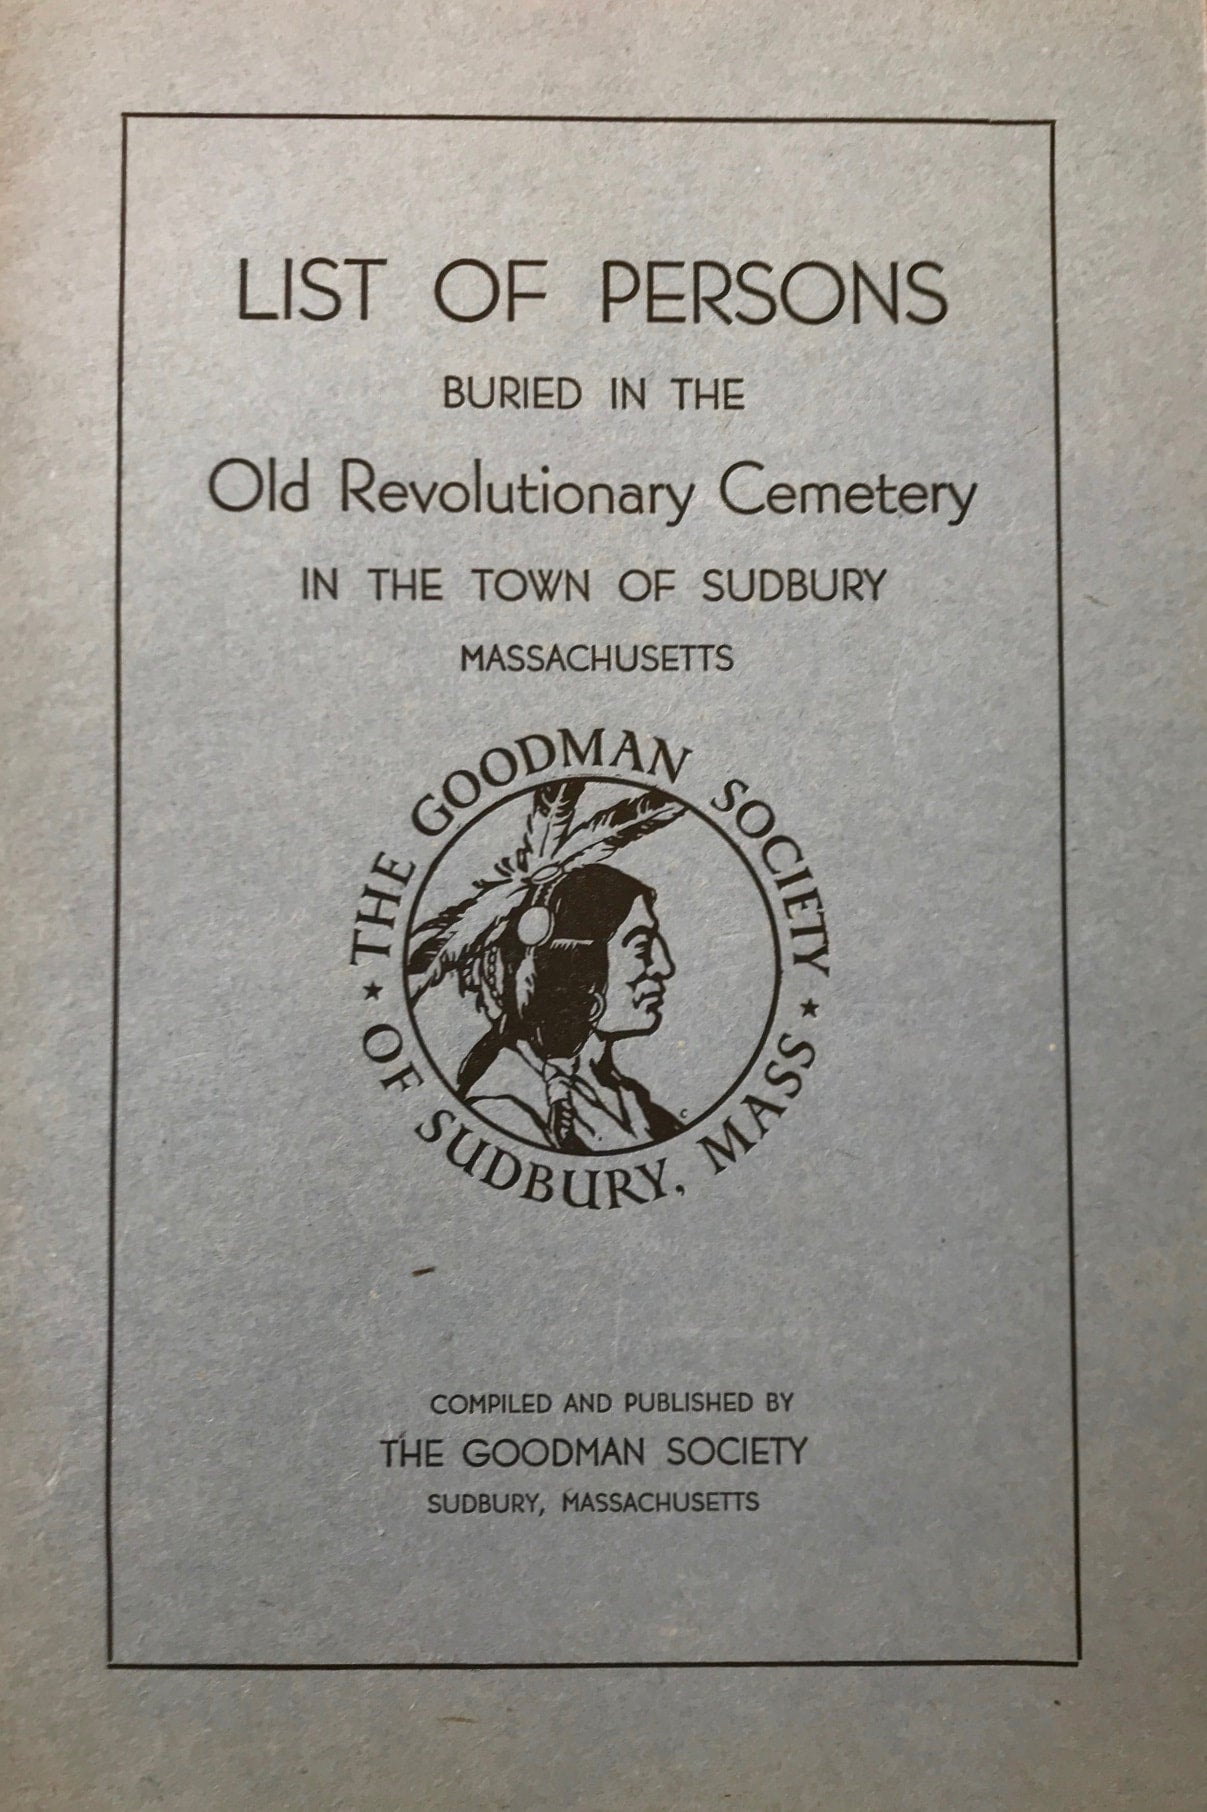 LIST OF PERSONS
BURIED IN THE
Old Revolutionary Cemetery
IN THE TOWN OF SUDBURY
MASSACHUSETTS
THE GOODMAN SOCIETY
★ OF SUDBURY, MASS ★
C
COMPILED AND PUBLISHED BY
THE GOODMAN SOCIETY
SUDBURY, MASSACHUSETTS